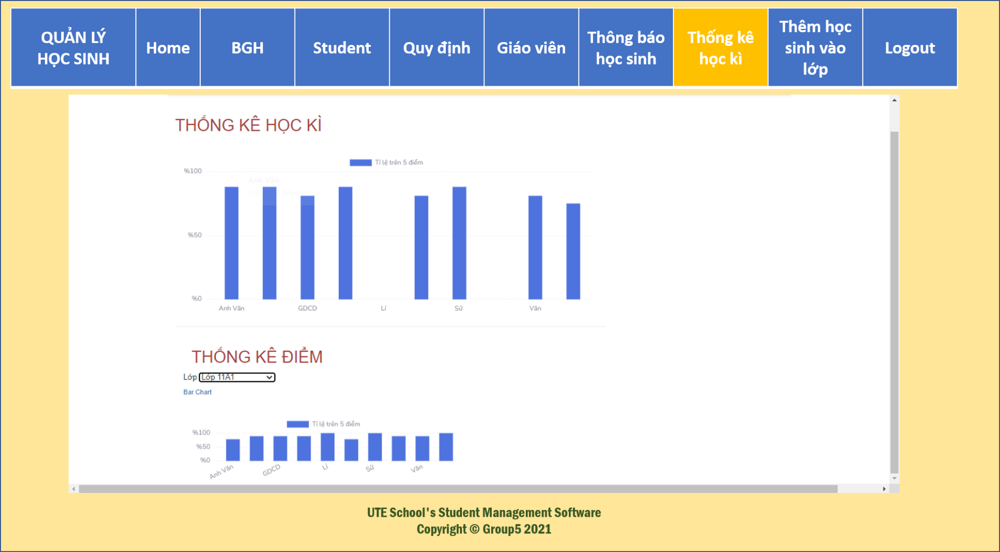 QUẢN LÝ
HỌC SINH
Home
BGH
Student
Quy định
Giáo viên
Thông báo
học sinh
Thống kê
học kì
Thêm học
sinh vào
lớp
Logout
THỐNG KÊ HỌC KÌ
Tỉ lệ trên 5 điểm
Anh Văn
%100
%50
%0
Anh Văn
GDCD
Lí
Sử
Văn
THỐNG KÊ ĐIỂM
Lớp Lớp 11A1
Bar Chart
Tỉ lệ trên 5 điểm
%100
%50
%0
Anh Văn
GDCD
Lí
Sử
Văn
UTE School's Student Management Software
Copyright © Group5 2021